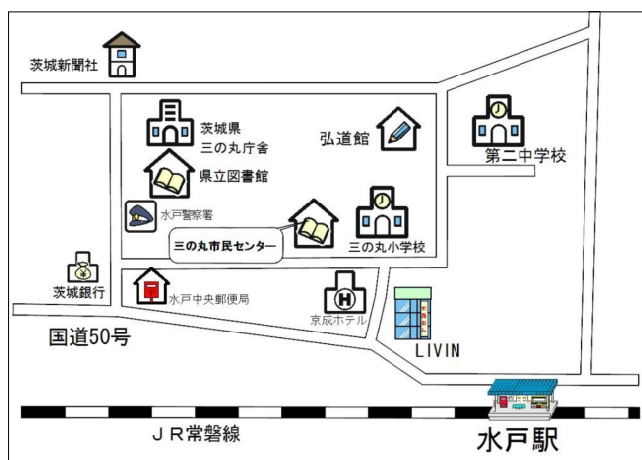 茨城新聞社
茨城県
三の丸庁舎
弘道館
第二中学校
県立図書館
水戸警察署
三の丸市民センター
三の丸小学校
茨城銀行
水戸中央郵便局
H
京成ホテル
国道50号
LIVIN
JR常磐線
水戸駅